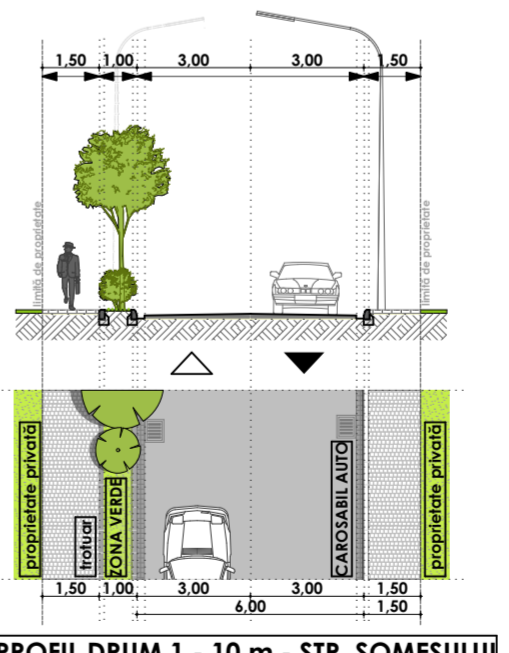 1,50 1,00 3,00 3,00 1,50
limită de proprietate
limită de proprietate
proprietate privată
trotuar
ZONA VERDE
CAROSABIL AUTO
proprietate privată
1,50 1,00 3,00 3,00 1,50
6,00 1,50
PROFIL DRUM 1 - 10 m - STR. SOMEȘULUI